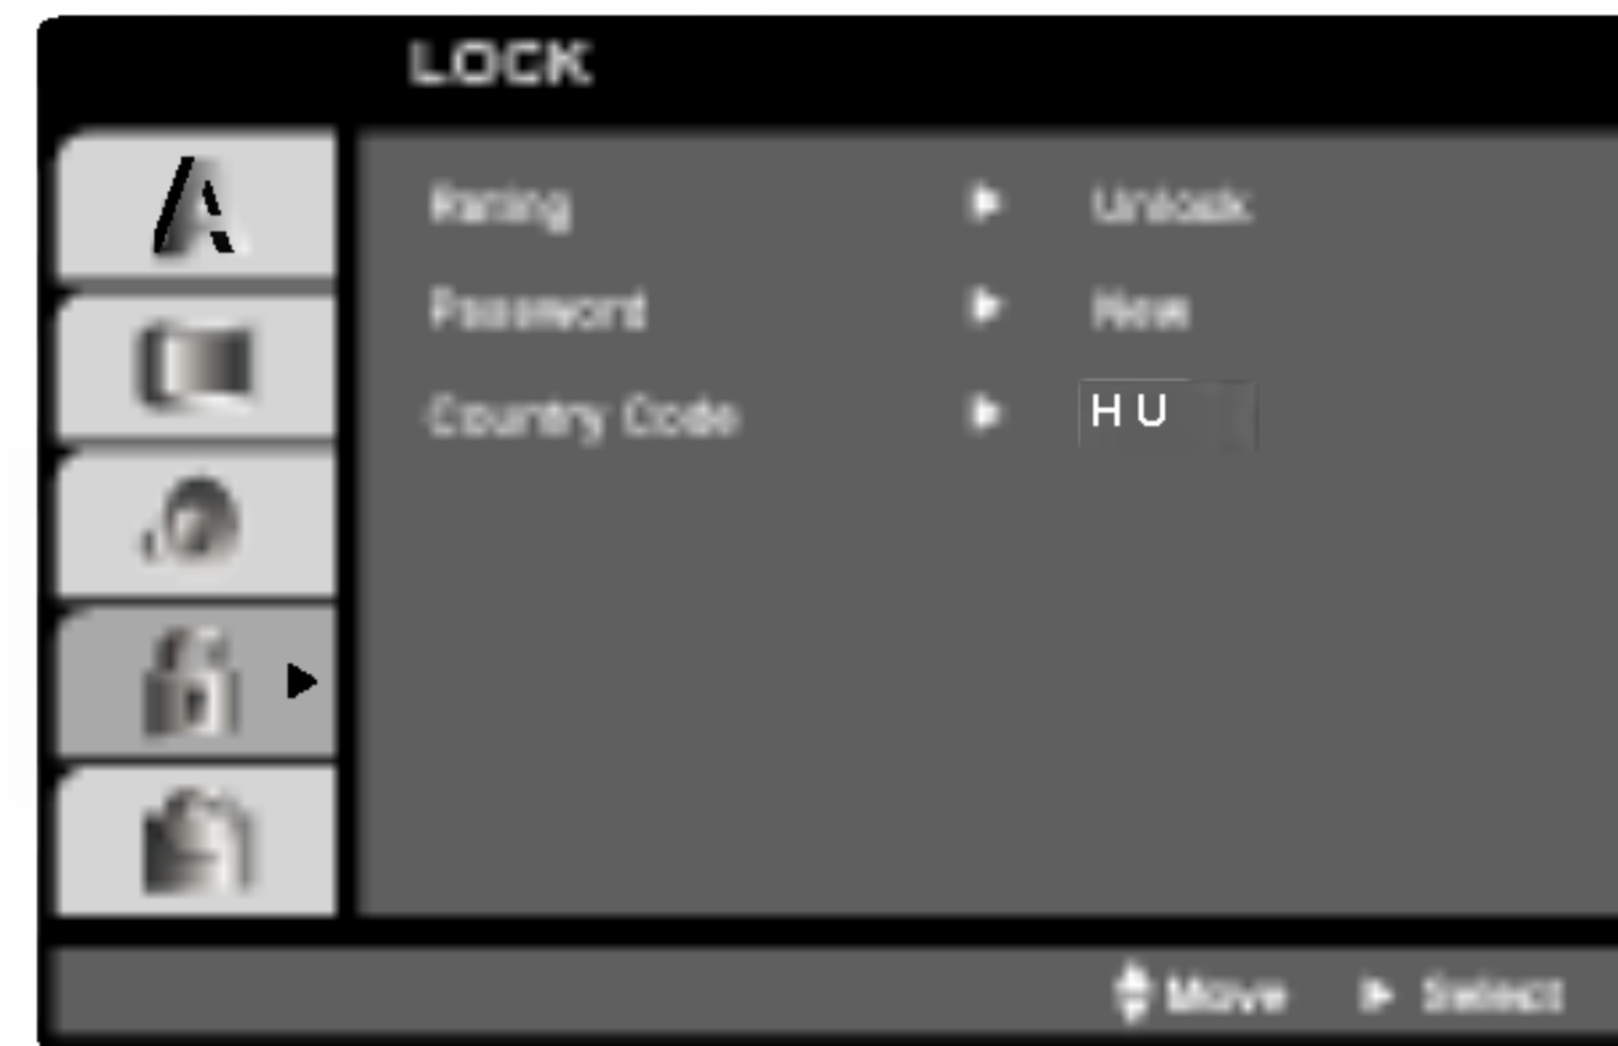 LOCK
Rating Unlock
Password New
Country Code H U
Move Select